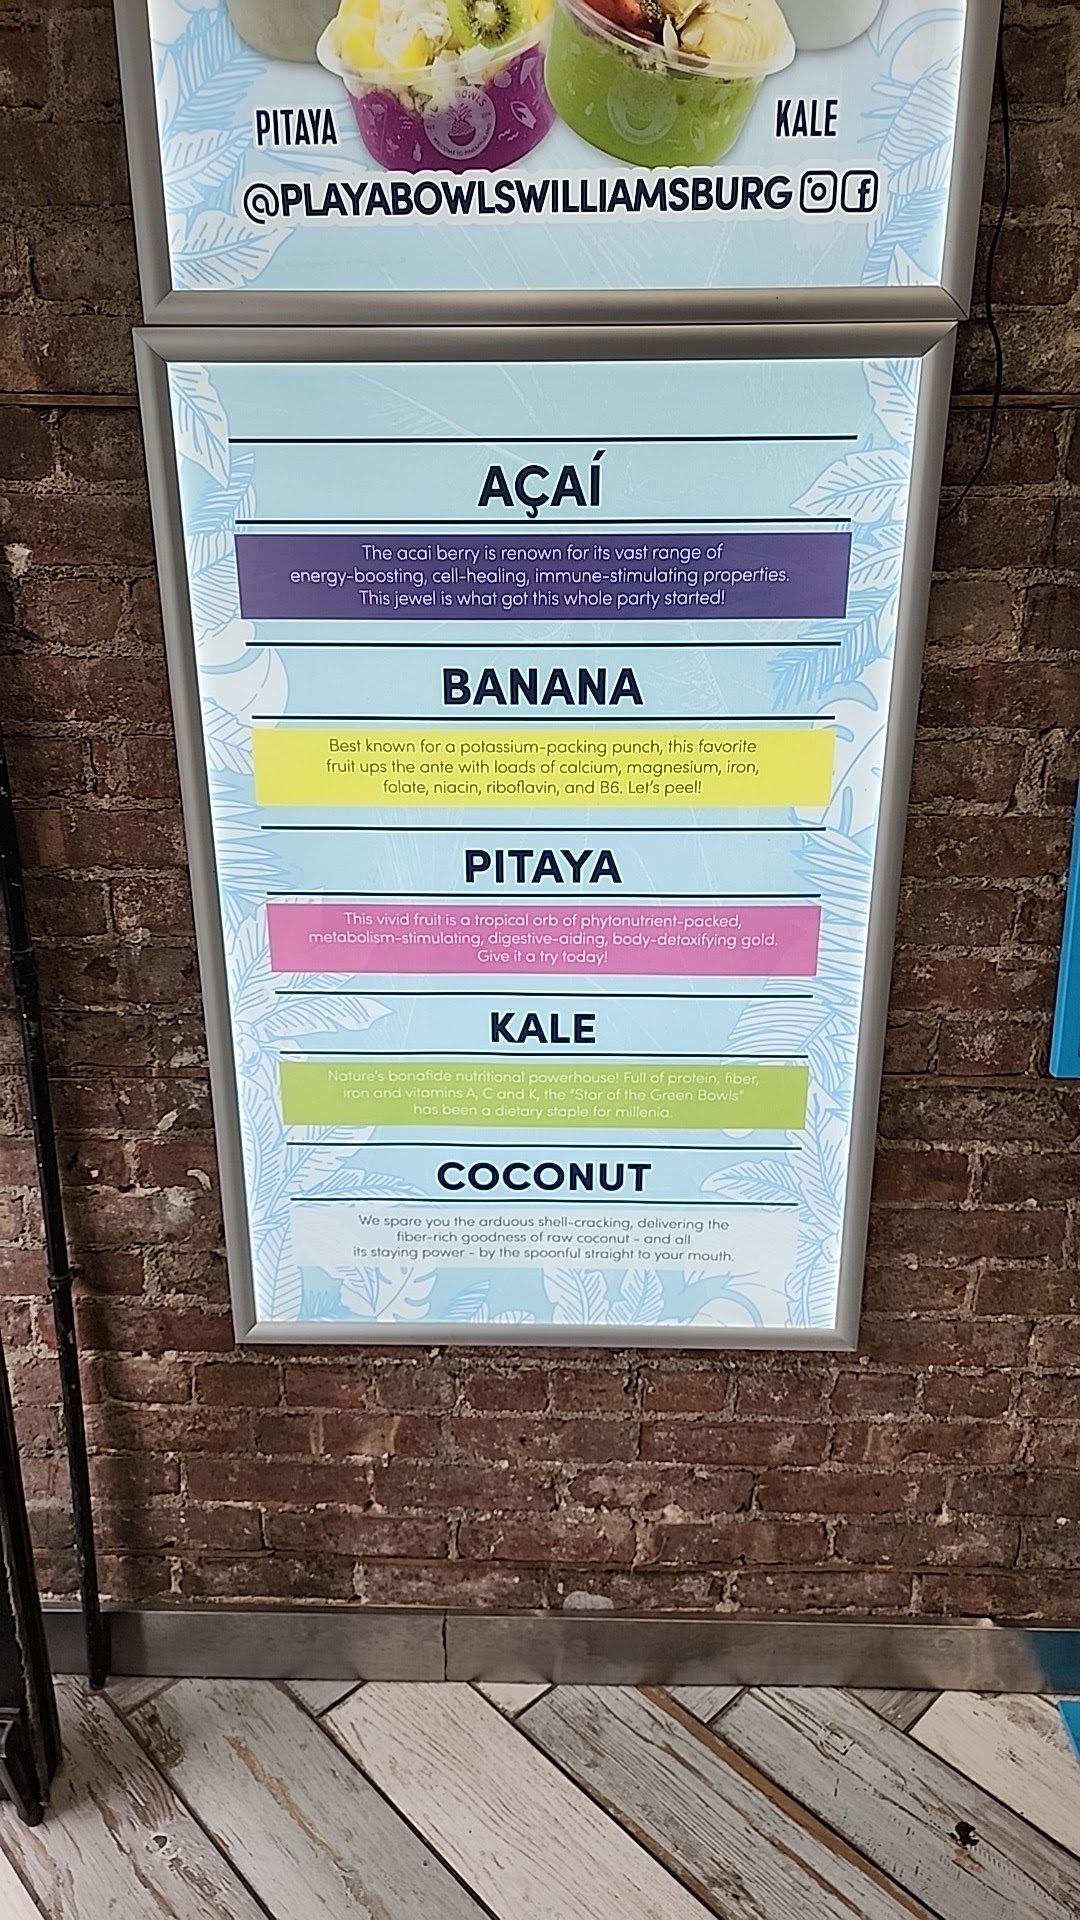 BOWLS
PITAYA
KALE
@PLAYABOWLSWILLIAMSBURG
AÇAÍ
The acai berry is renown for its vast range of
energy-boosting, cell-healing, immune-stimulating properties.
This jewel is what got this whole party started!
BANANA
Best known for a potassium-packing punch, this favorite
fruit ups the ante with loads of calcium, magnesium, iron,
folate, niacin, riboflavin, and B6. Let's peel!
PITAYA
This vivid fruit is a tropical orb of phytonutrient-packed,
metabolism-stimulating, digestive-aiding, body-detoxifying gold.
Give it a try today!
KALE
Nature's bonafide nutritional powerhouse! Full of protein, fiber,
iron and vitamins A, C and K, the "Star of the Green Bowls"
has been a dietary staple for millenia.
COCONUT
We spare you the arduous shell-cracking, delivering the
fiber-rich goodness of raw coconut - and all
its staying power - by the spoonful straight to your mouth.